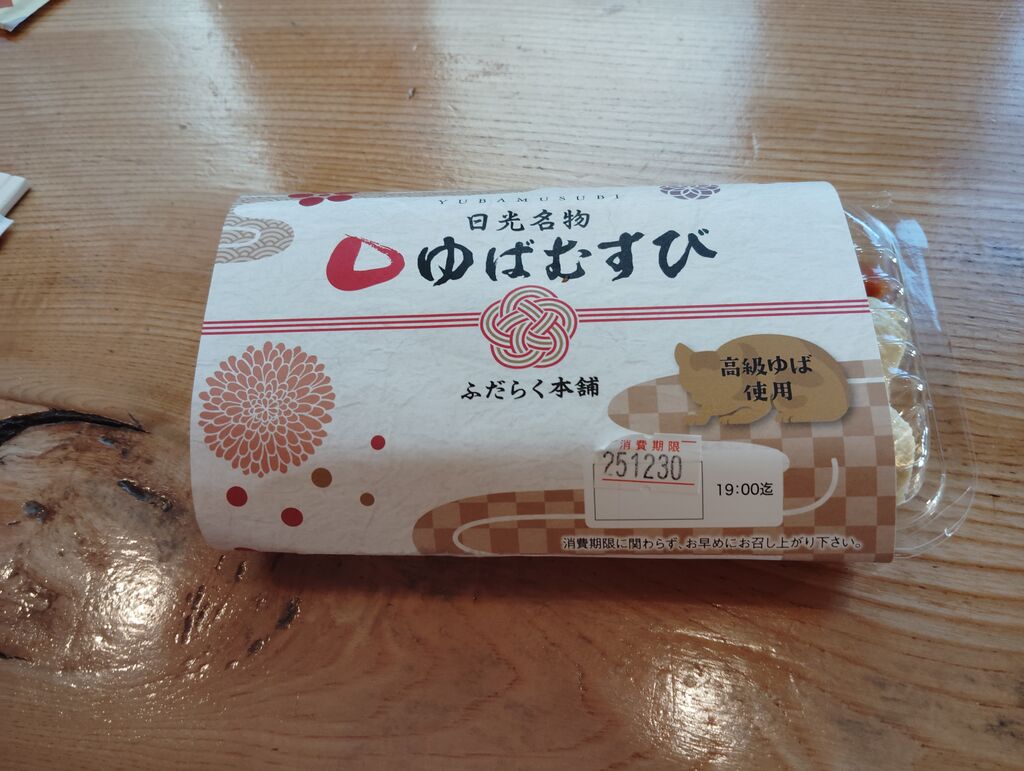 YUBAMUSUBI
日光名物
ゆばむすび
ふだらく本舗
高級ゆば
使用
消費期限
251230
19:00迄
消費期限に関わらず、お早めにお召し上がり下さい。